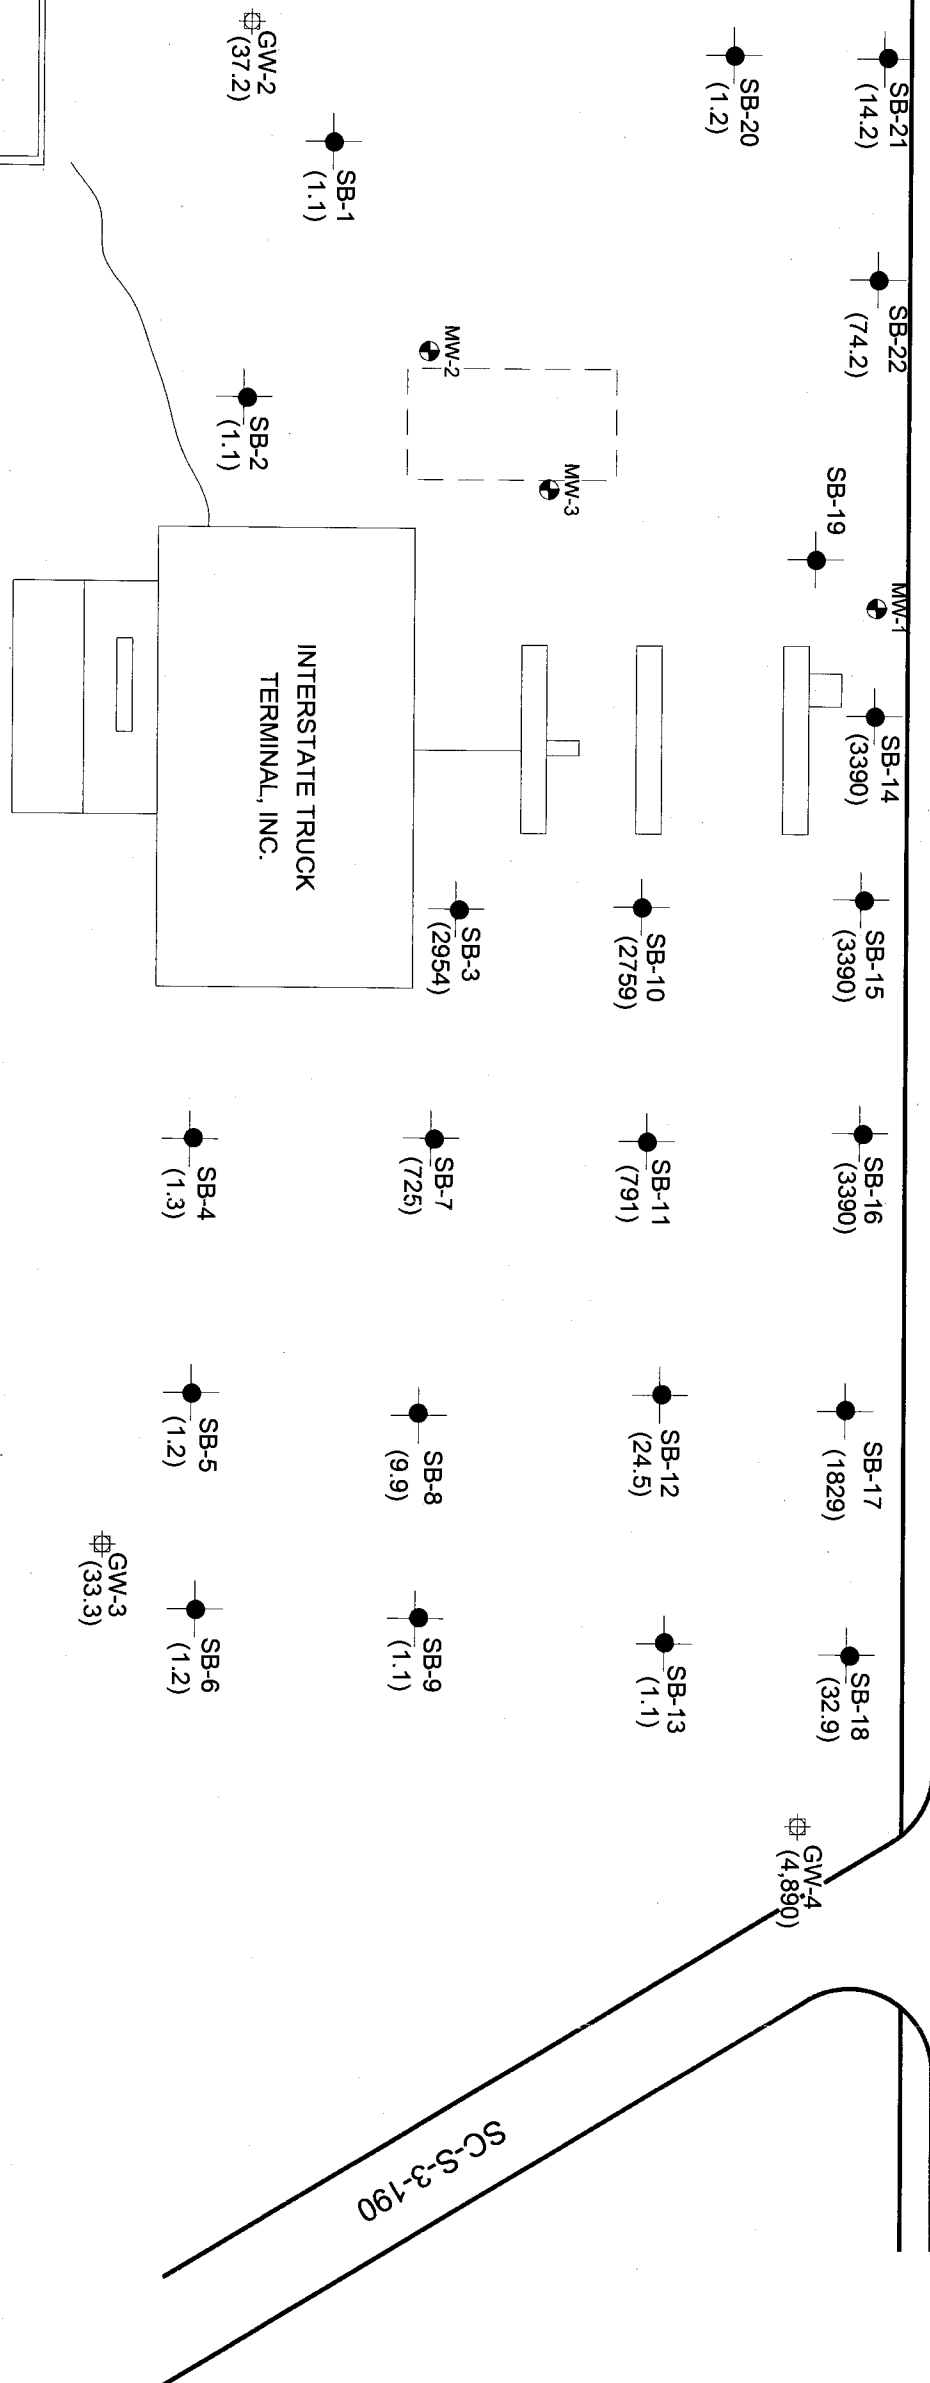 GW-2
(37.2)
SB-20
(1.2)
SB-21
(14.2)
SB-1
(1.1)
SB-22
(74.2)
MW-2
SB-2
(1.1)
MW-3
SB-19
MW-1
INTERSTATE TRUCK
TERMINAL, INC.
SB-14
(3390)
SB-3
(2954)
SB-10
(2759)
SB-15
(3390)
SB-4
(1.3)
SB-7
(725)
SB-11
(791)
SB-16
(3390)
SB-5
(1.2)
SB-8
(9.9)
SB-12
(24.5)
SB-17
(1829)
GW-3
(33.3)
SB-6
(1.2)
SB-9
(1.1)
SB-13
(1.1)
SB-18
(32.9)
GW-4
(4,890)
SC-S-3-190